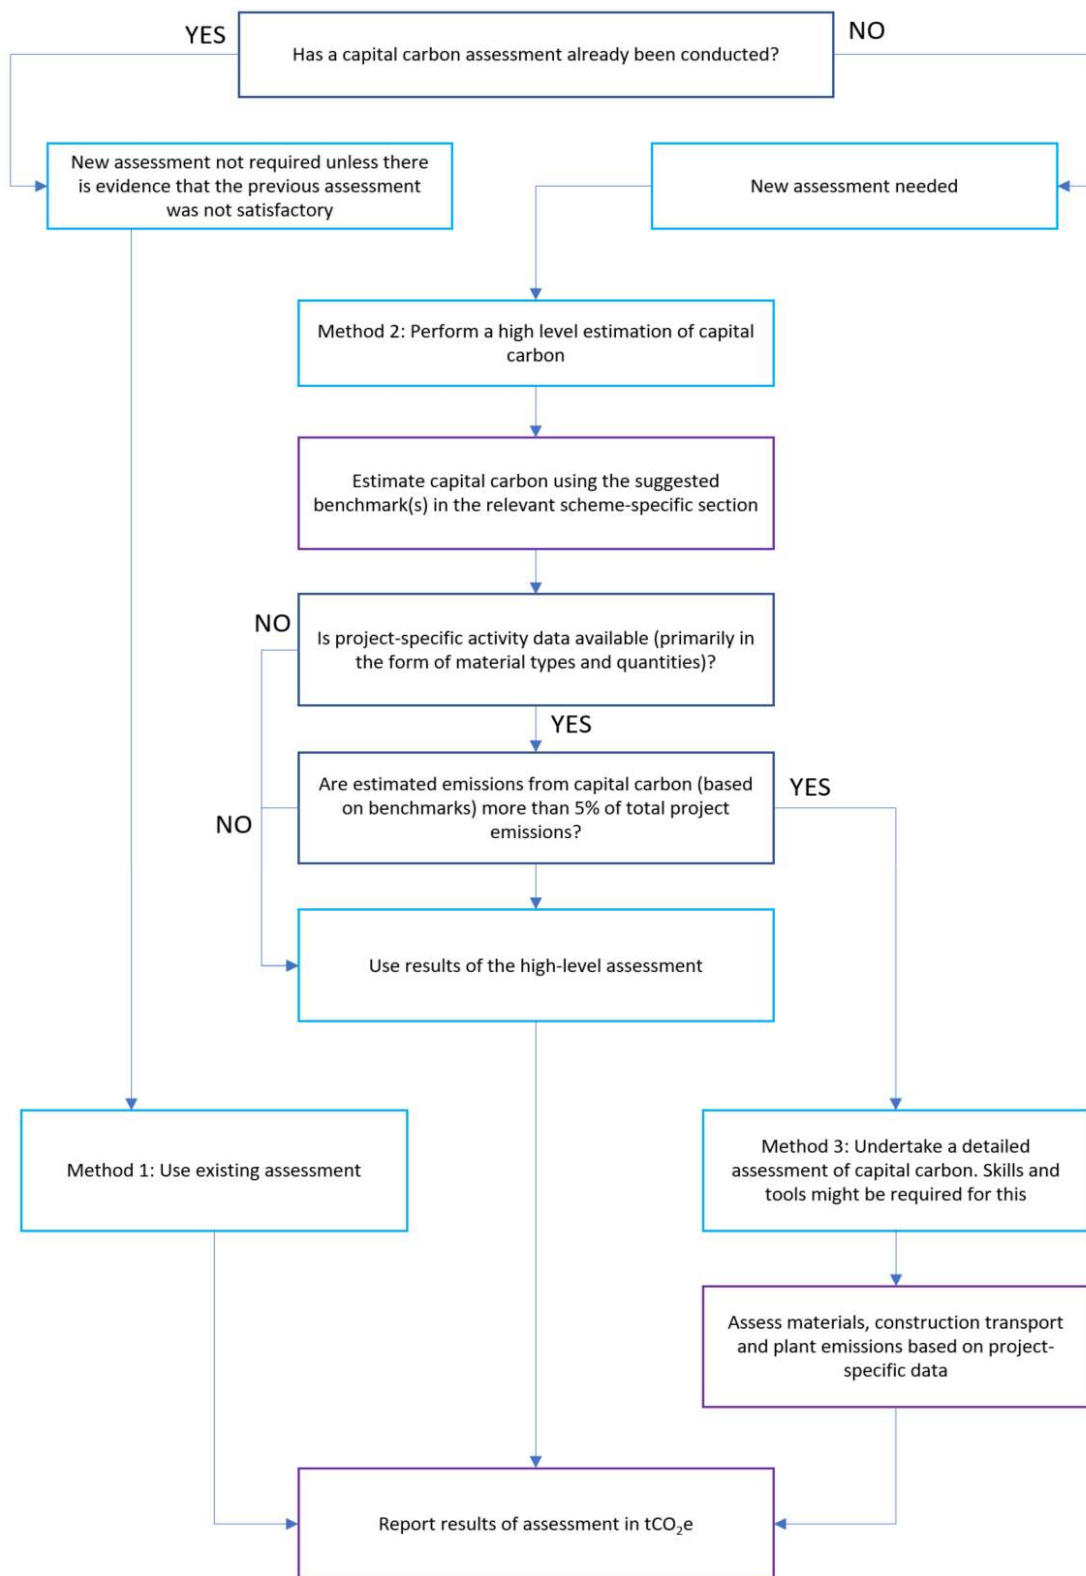 YES
Has a capital carbon assessment already been conducted?
NO
New assessment not required unless there
is evidence that the previous assessment
was not satisfactory
New assessment needed
Method 2: Perform a high level estimation of capital
carbon
Estimate capital carbon using the suggested
benchmark(s) in the relevant scheme-specific section
NO
Is project-specific activity data available (primarily in
the form of material types and quantities)?
YES
Are estimated emissions from capital carbon (based
on benchmarks) more than 5% of total project
emissions?
YES
NO
Use results of the high-level assessment
Method 1: Use existing assessment
Method 3: Undertake a detailed
assessment of capital carbon. Skills and
tools might be required for this
Assess materials, construction transport
and plant emissions based on project-
specific data
Report results of assessment in tCO₂e